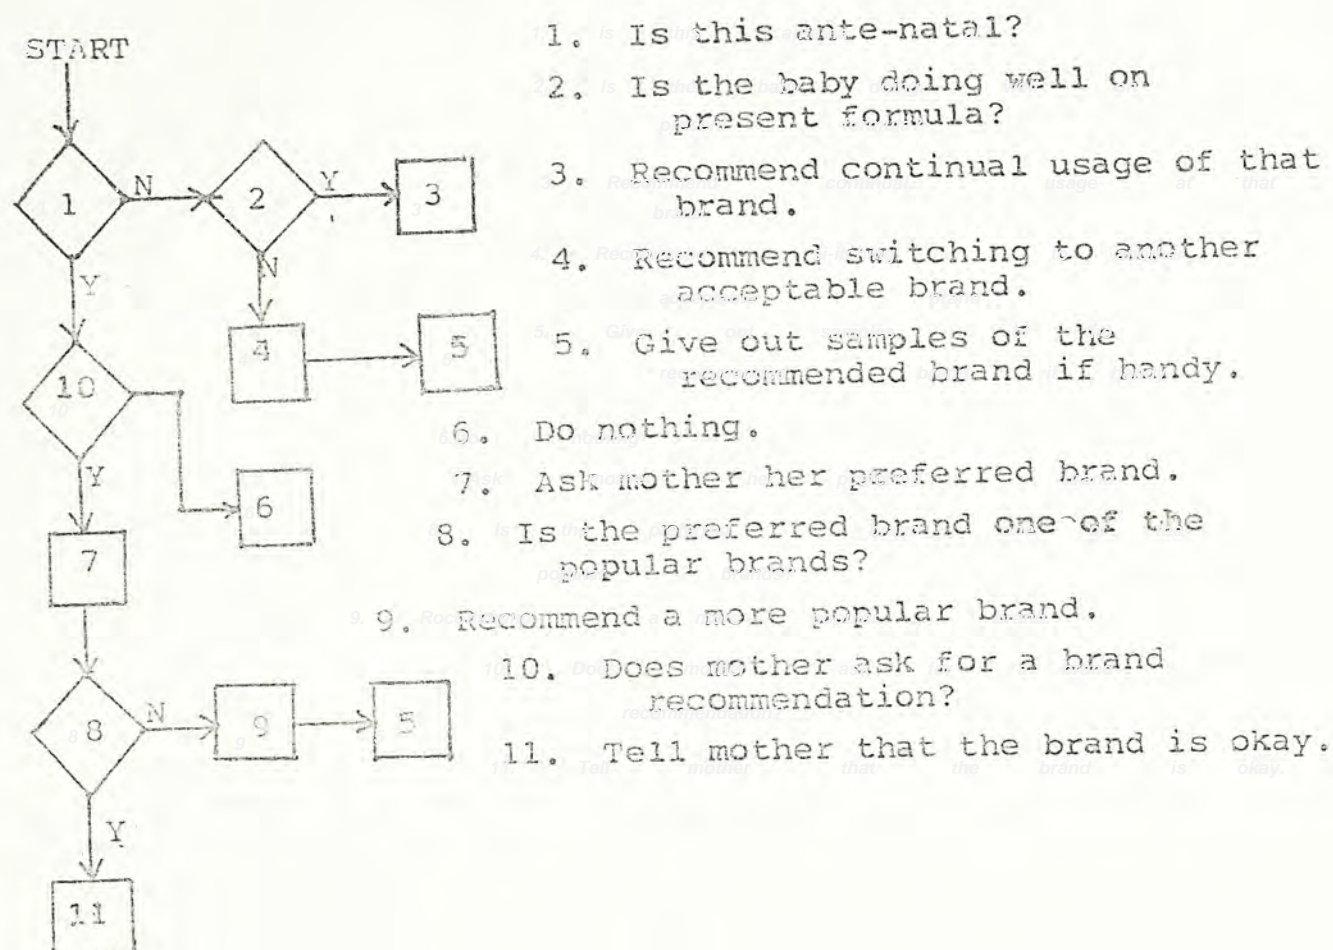 START
1. Is this ante-natal?
2. Is the baby doing well on
present formula?
3. Recommend continual usage of that
brand.
4. Recommend switching to another
acceptable brand.
5. Give out samples of the
recommended brand if handy.
6. Do nothing.
7. Ask mother her preferred brand.
8. Is the preferred brand one of the
popular brands?
9. Recommend a more popular brand.
10. Does mother ask for a brand
recommendation?
11. Tell mother that the brand is okay.
1 N 2 Y 3
Y N
4 5
10
Y 6
7
8 N 9 5
Y
11